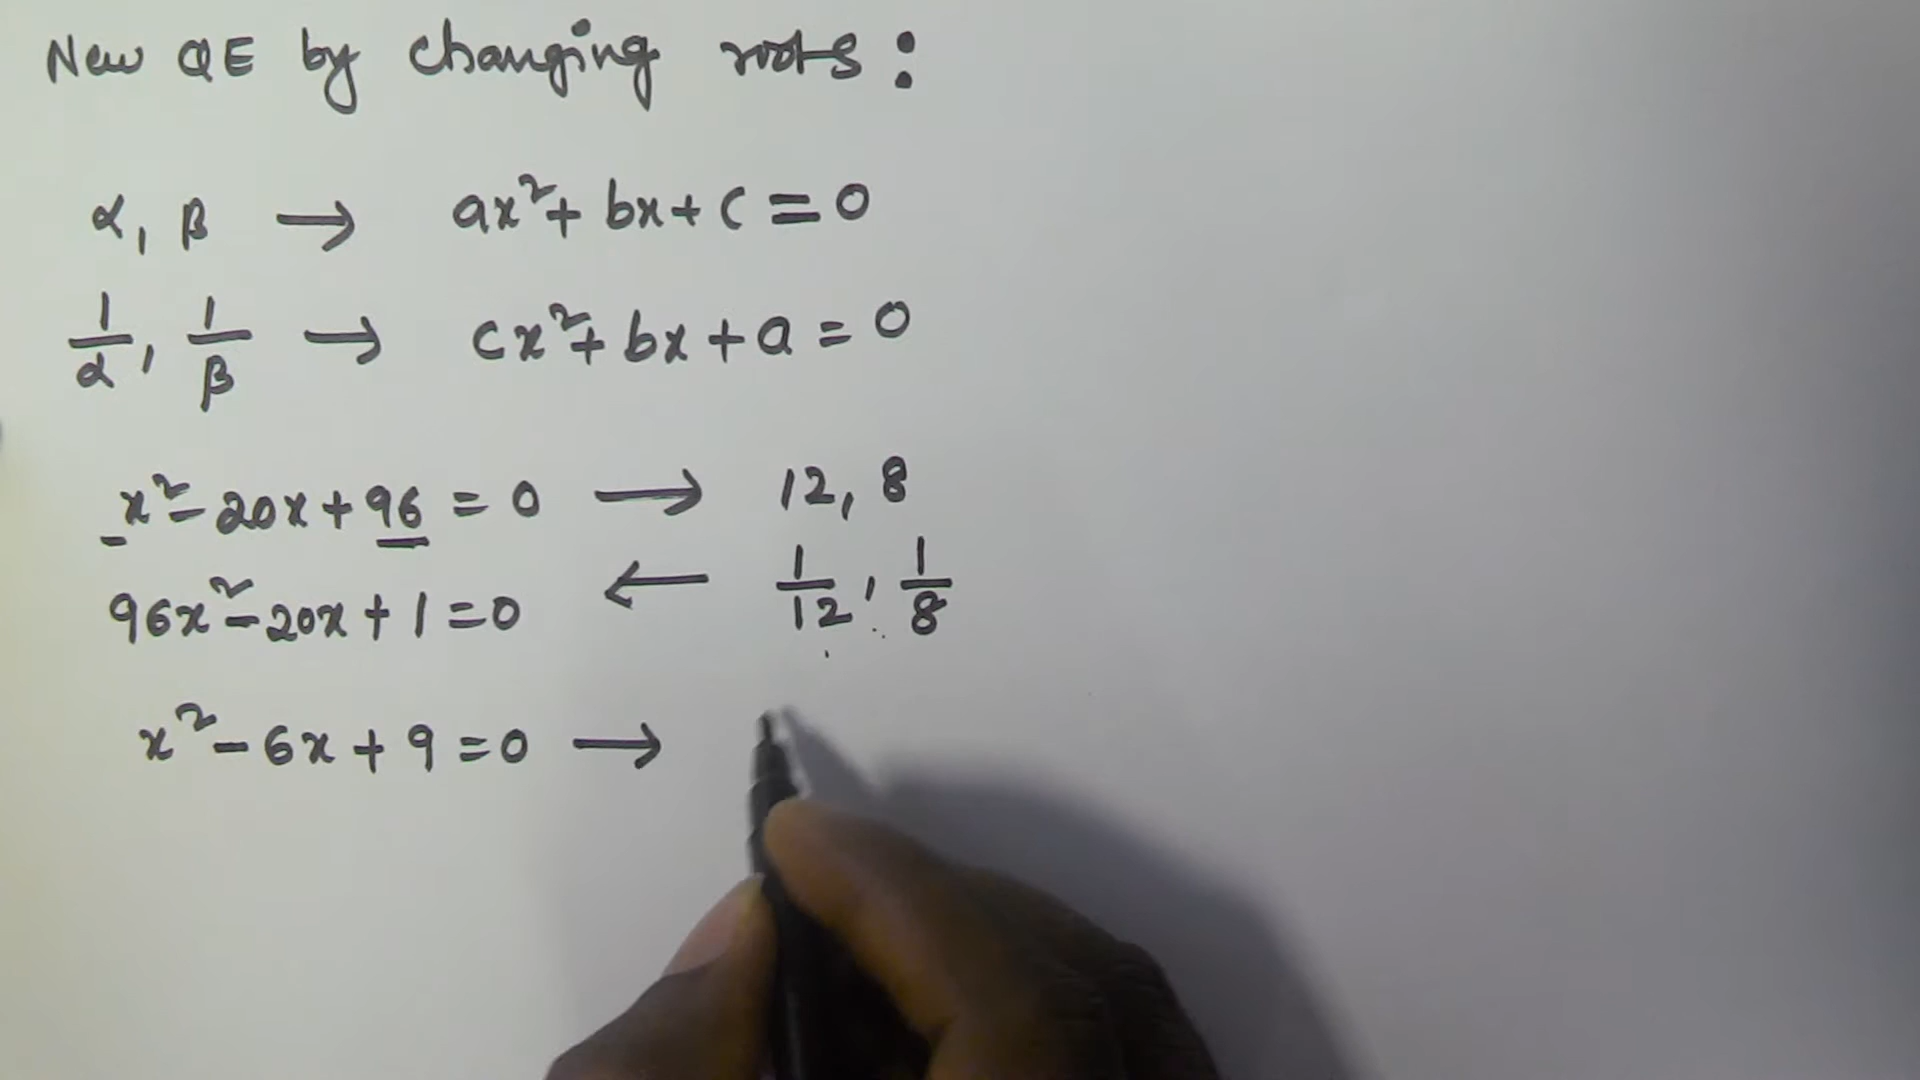 New QE by changing roots :
α, β → ax² + bx + c = 0
1/α, 1/β → cx² + bx + a = 0
x² - 20x + 96 = 0 → 12, 8
96x² - 20x + 1 = 0 ← 1/12, 1/8
x² - 6x + 9 = 0 →